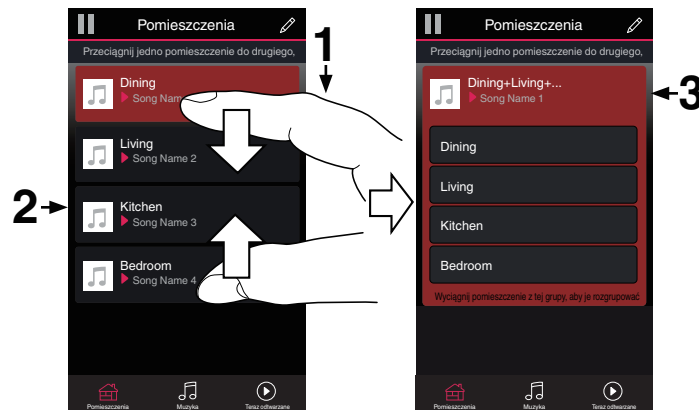 Pomieszczenia
Przeciągnij jedno pomieszczenie do drugiego,
1
Dining
Song Nam
Living
Song Name 2
2
Kitchen
Song Name 3
Bedroom
Song Name 4
Pomieszczenia
Muzyka
Teraz odtwarzane
Pomieszczenia
Przeciągnij jedno pomieszczenie do drugiego,
Dining+Living+...
Song Name 1
3
Dining
Living
Kitchen
Bedroom
Wyciągnij pomieszczenie z tej grupy, aby je rozgrupować
Pomieszczenia
Muzyka
Teraz odtwarzane